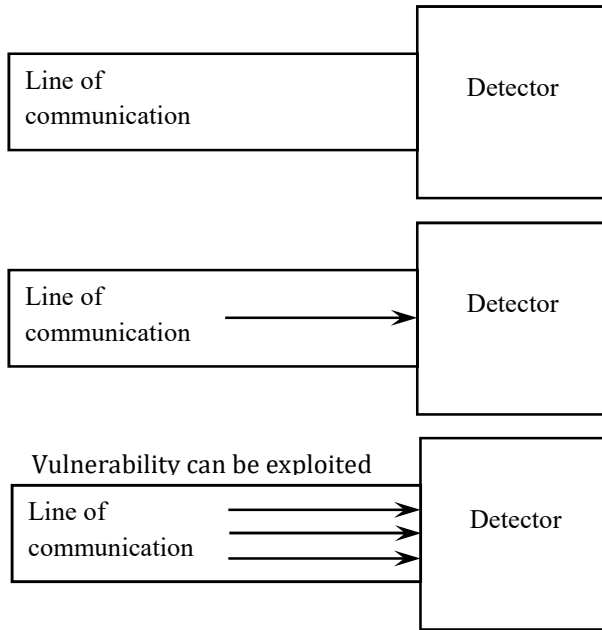 Line of
communication
Detector
Line of
communication
Detector
Vulnerability can be exploited
Line of
communication
Detector